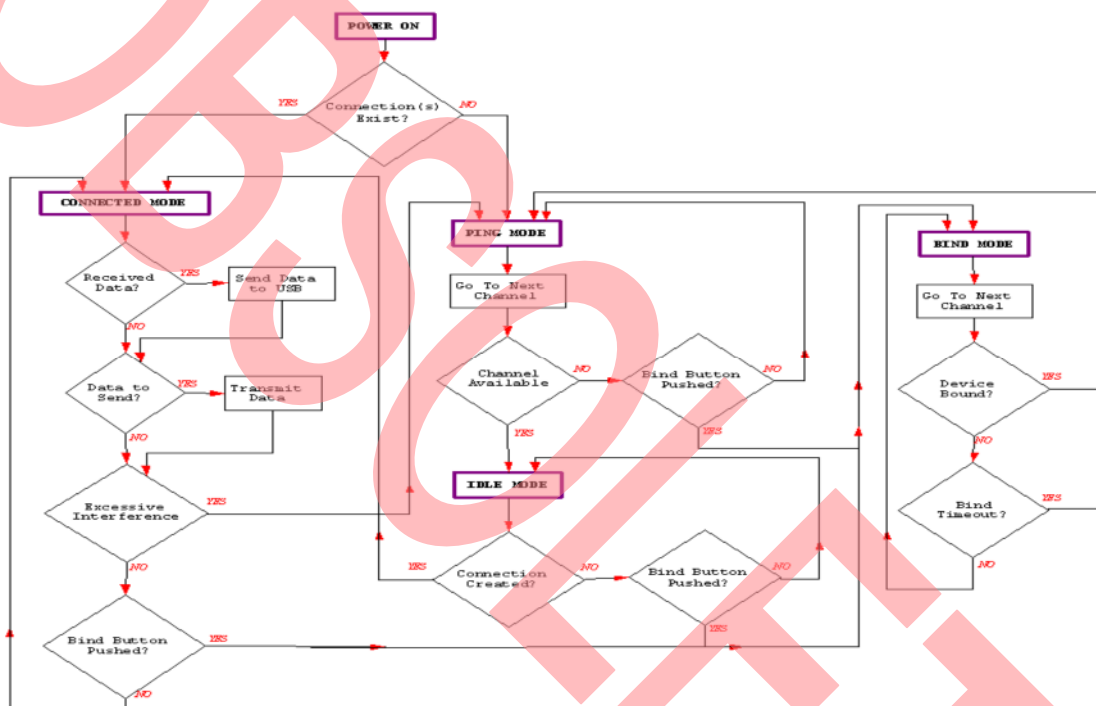 POWER ON
YES
Connection(s)
Exist?
NO
CONNECTED MODE
Received
Data?
YES
Send Data
to USB
NO
Data to
Send?
YES
Transmit
Data
NO
Excessive
Interference
YES
NO
Bind Button
Pushed?
YES
NO
PING MODE
Go To Next
Channel
Channel
Available
NO
Bind Button
Pushed?
NO
YES
YES
IDLE MODE
YES
Connection
Created?
NO
Bind Button
Pushed?
NO
YES
BIND MODE
Go To Next
Channel
Device
Bound?
YES
NO
Bind
Timeout?
YES
NO
OBSOLETE